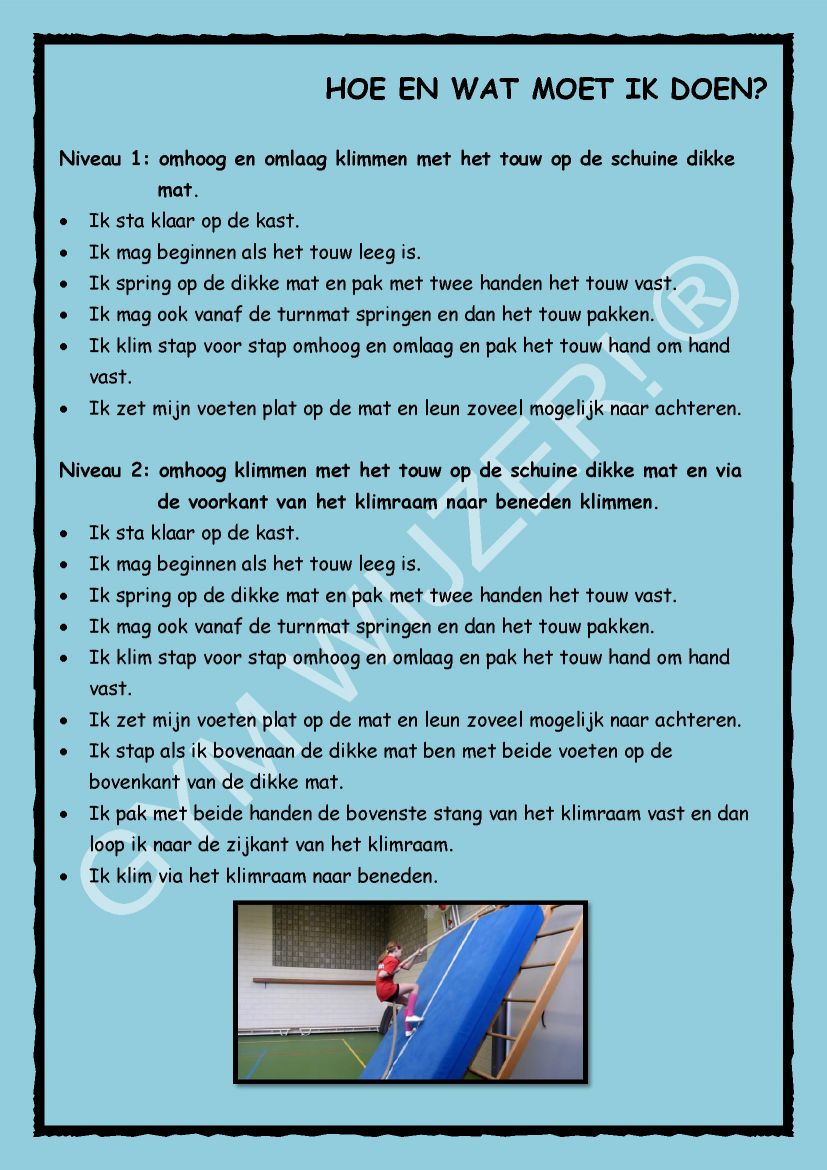 HOE EN WAT MOET IK DOEN?
Niveau 1: omhoog en omlaag klimmen met het touw op de schuine dikke
mat.
• Ik sta klaar op de kast.
• Ik mag beginnen als het touw leeg is.
• Ik spring op de dikke mat en pak met twee handen het touw vast.
• Ik mag ook vanaf de turnmat springen en dan het touw pakken.
• Ik klim stap voor stap omhoog en omlaag en pak het touw hand om hand
vast.
• Ik zet mijn voeten plat op de mat en leun zoveel mogelijk naar achteren.
Niveau 2: omhoog klimmen met het touw op de schuine dikke mat en via
de voorkant van het klimraam naar beneden klimmen.
• Ik sta klaar op de kast.
• Ik mag beginnen als het touw leeg is.
• Ik spring op de dikke mat en pak met twee handen het touw vast.
• Ik mag ook vanaf de turnmat springen en dan het touw pakken.
• Ik klim stap voor stap omhoog en omlaag en pak het touw hand om hand
vast.
• Ik zet mijn voeten plat op de mat en leun zoveel mogelijk naar achteren.
• Ik stap als ik bovenaan de dikke mat ben met beide voeten op de
bovenkant van de dikke mat.
• Ik pak met beide handen de bovenste stang van het klimraam vast en dan
loop ik naar de zijkant van het klimraam.
• Ik klim via het klimraam naar beneden.
GYM WIJZER! ®